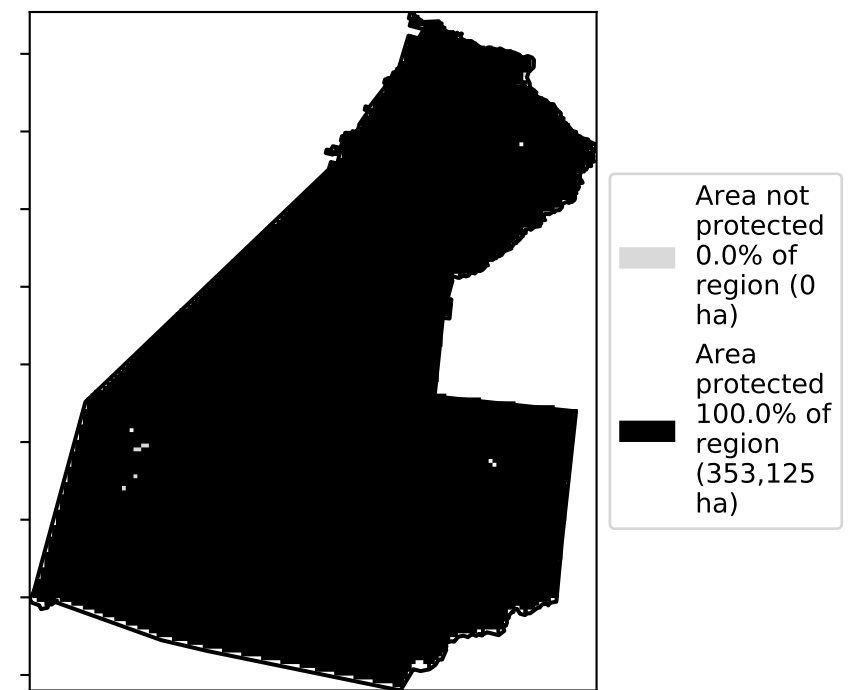 Area not
protected
0.0% of
region (0
ha)
Area
protected
100.0% of
region
(353,125
ha)